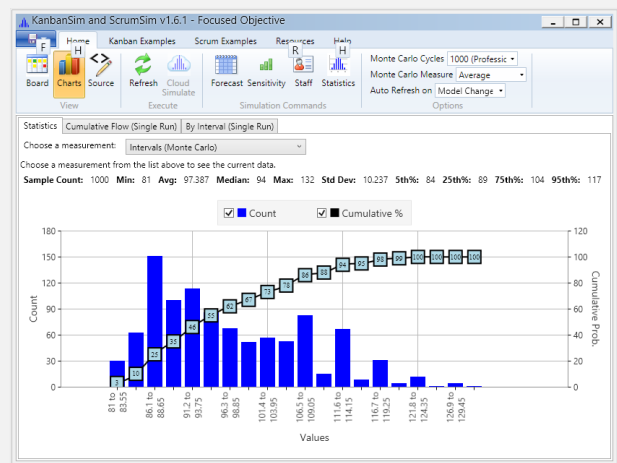 KanbanSim and ScrumSim v1.6.1 - Focused Objective
F Home H Kanban Examples Scrum Examples Resources R Help H
Board Charts Source Refresh Cloud Simulate Forecast Sensitivity Staff Statistics
View Execute Simulation Commands Options
Monte Carlo Cycles 1000 (Professic
Monte Carlo Measure Average
Auto Refresh on Model Change
Statistics Cumulative Flow (Single Run) By Interval (Single Run)
Choose a measurement: Intervals (Monte Carlo)
Choose a measurement from the list above to see the current data.
Sample Count: 1000 Min: 81 Avg: 97.387 Median: 94 Max: 132 Std Dev: 10.237 5th%: 84 25th%: 89 75th%: 104 95th%: 117
Count Cumulative %
180 150 120 90 60 30 0
Count
3 10 25 35 46 55 62 67 73 78 86 88 94 95 98 99 100 100 100 100
120 100 80 60 40 20 0
Cumulative Prob.
81 to 83.55
86.1 to 88.65
91.2 to 93.75
96.3 to 98.85
101.4 to 103.95
106.5 to 109.05
111.6 to 114.15
116.7 to 119.25
121.8 to 124.35
126.9 to 129.45
Values